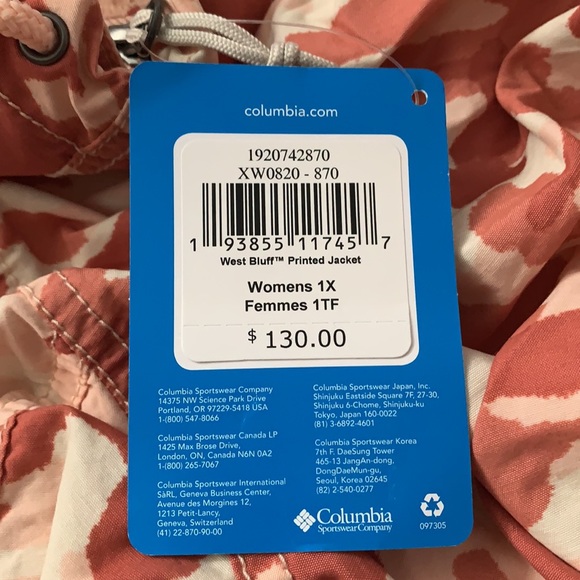 columbia.com
1920742870
XW0820 - 870
1 93855 11745 7
West Bluff™ Printed Jacket
Womens 1X
Femmes 1TF
$ 130.00
Columbia Sportswear Company
14375 NW Science Park Drive
Portland, OR 97229-5418 USA
1-(800) 547-8066
Columbia Sportswear Canada LP
1425 Max Brose Drive,
London, ON, Canada N6N 0A2
1-(800) 265-7067
Columbia Sportswear International
SàRL, Geneva Business Center,
Avenue des Morgines 12,
1213 Petit-Lancy,
Geneva, Switzerland
(41) 22-870-90-00
Columbia Sportswear Japan, Inc.
Shinjuku Eastside Square 7F, 27-30,
Shinjuku 6-Chome, Shinjuku-ku
Tokyo, Japan 160-0022
(81) 3-6892-4601
Columbia Sportswear Korea
7th F. DaeSung Tower
465-13 JangAn-dong,
DongDaeMun-gu,
Seoul, Korea 02645
(82) 2-540-0277
Columbia
Sportswear Company
097305